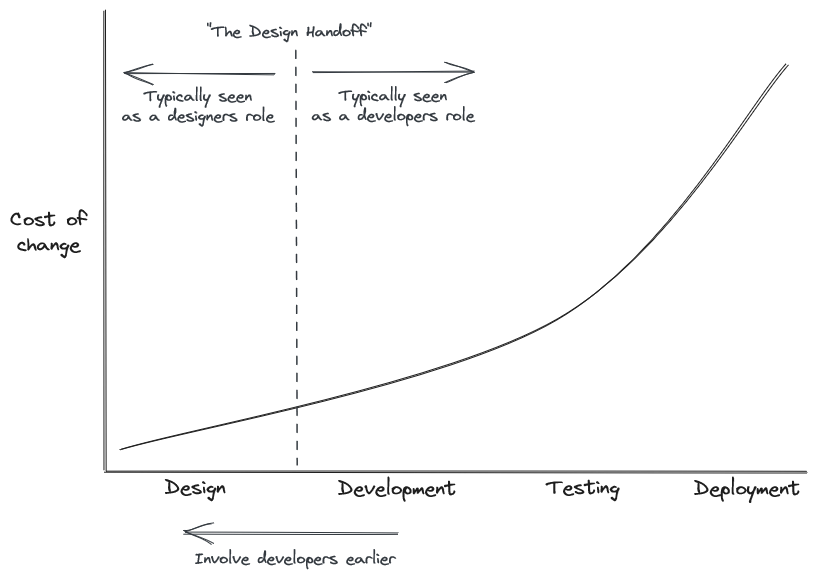 "The Design Handoff"
Typically seen
as a designers role
Typically seen
as a developers role
Cost of
change
Design
Development
Testing
Deployment
Involve developers earlier